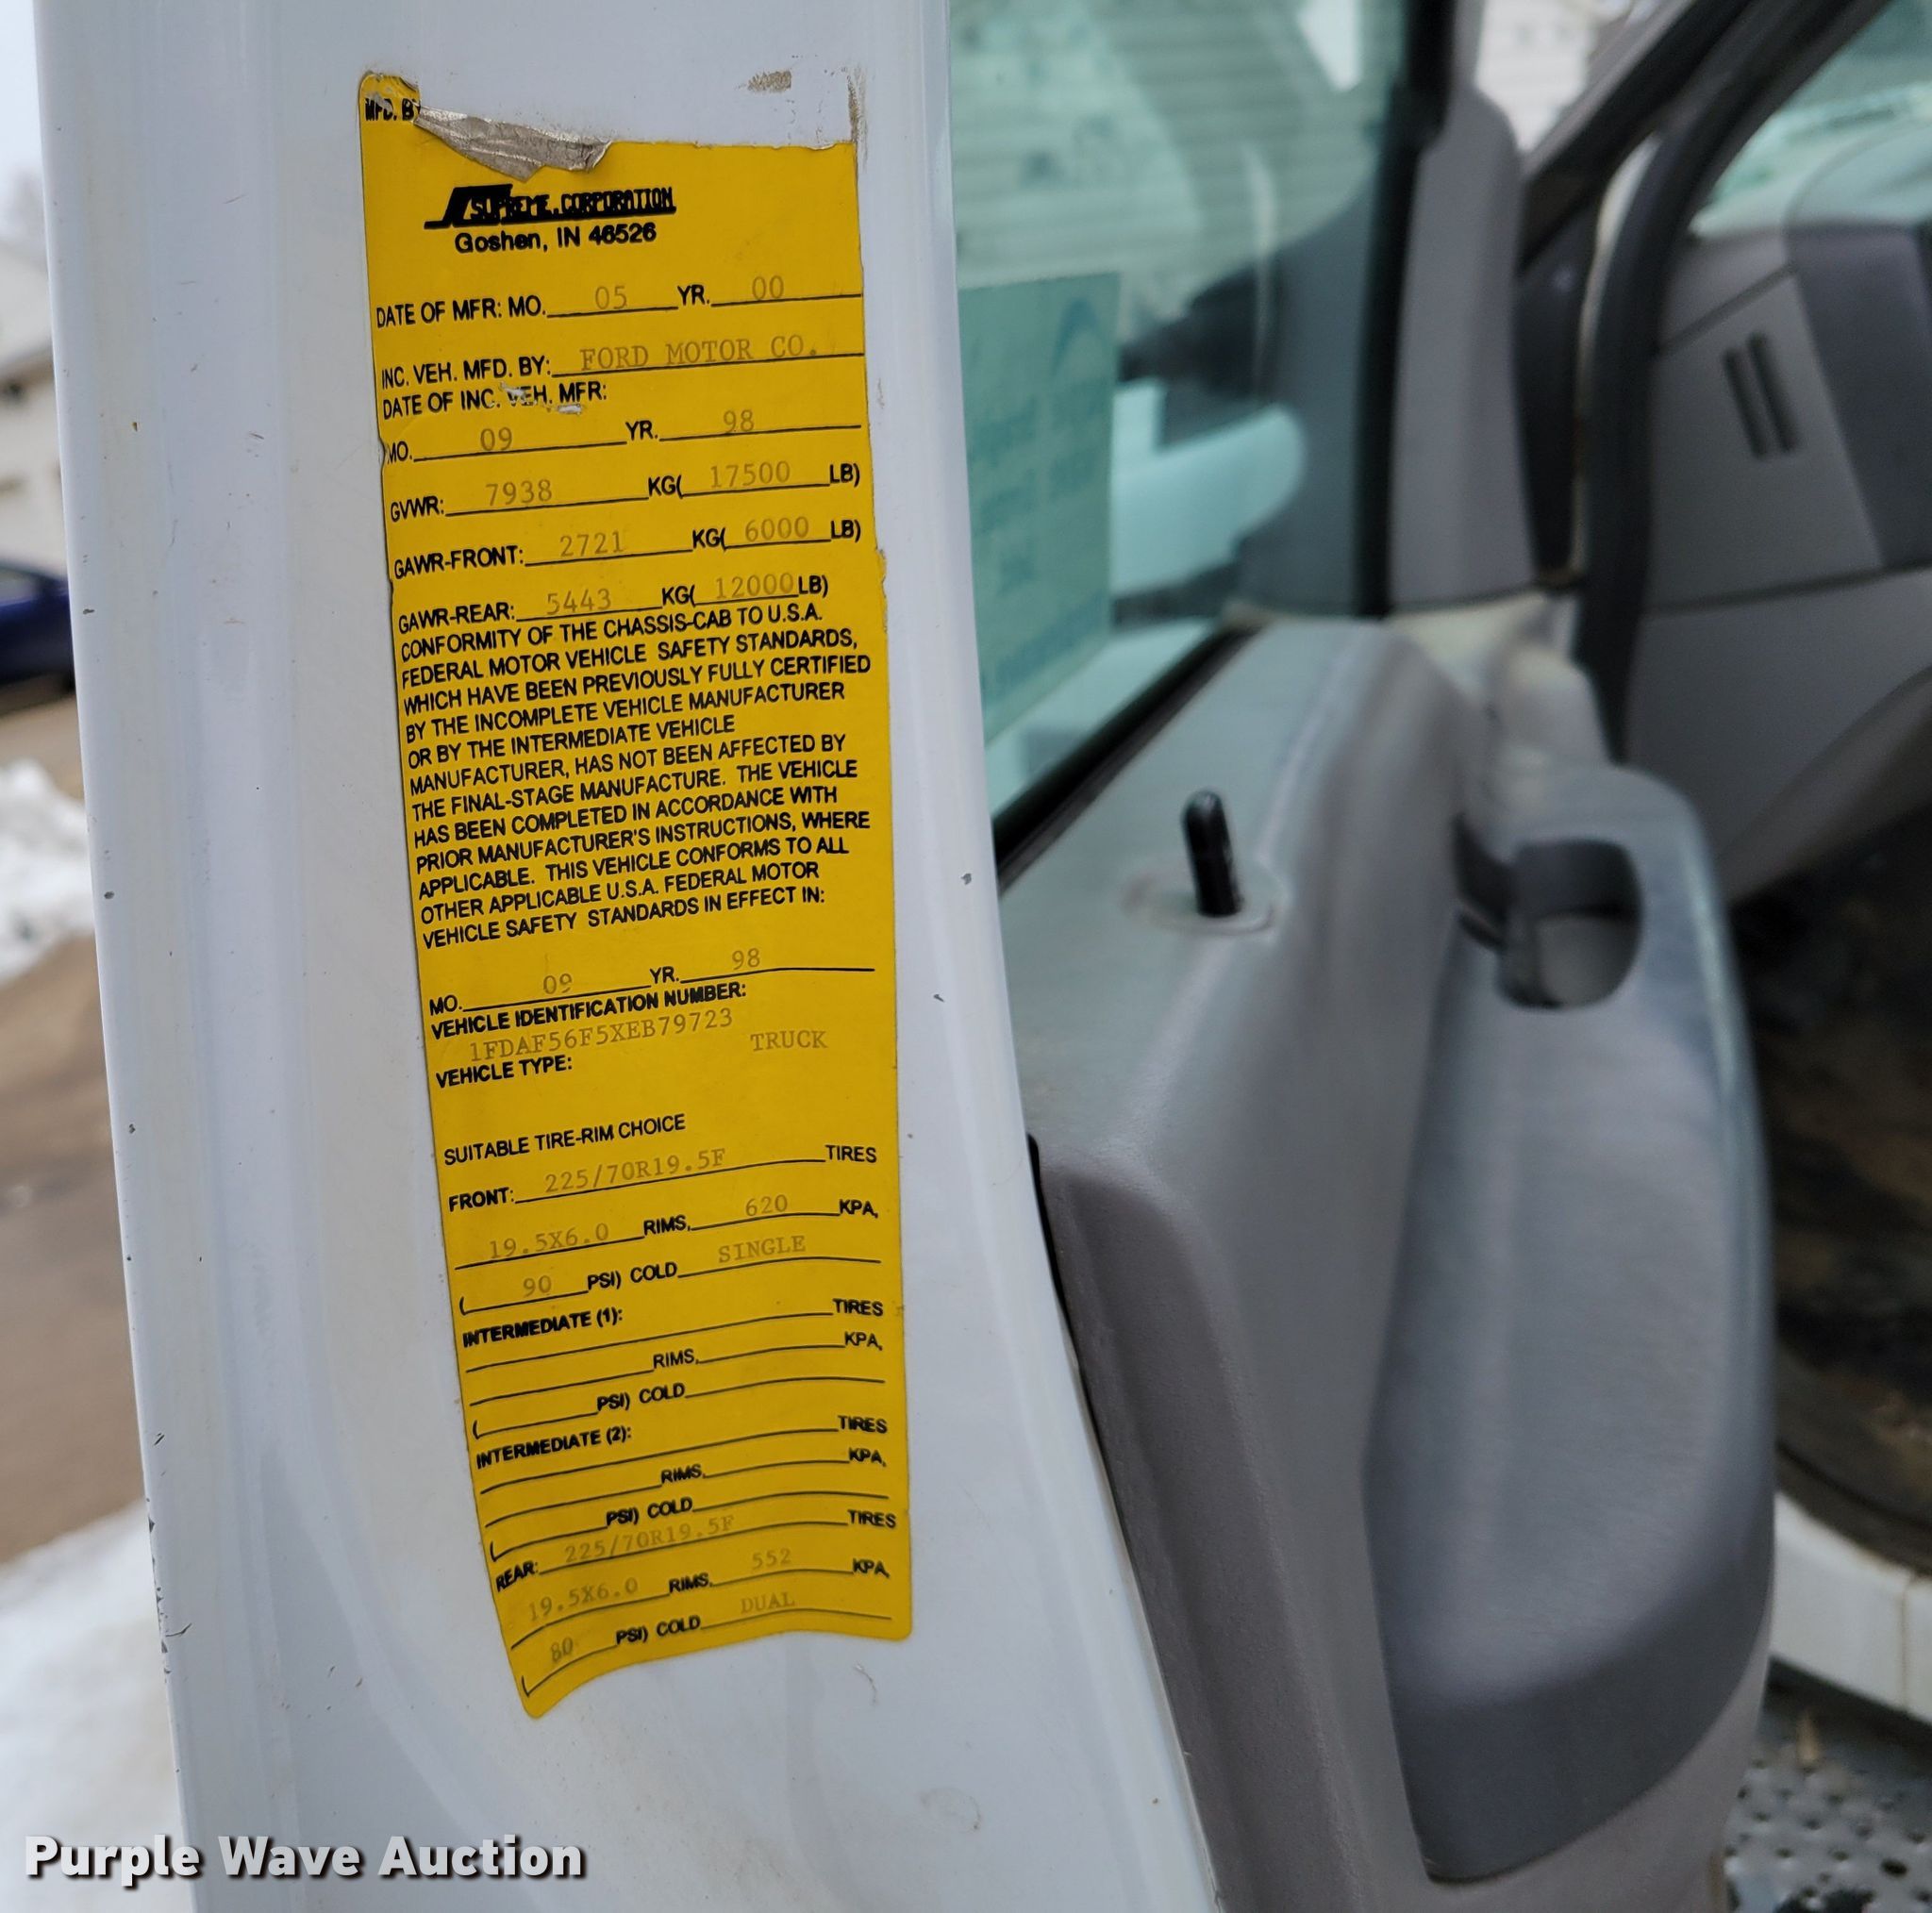 MFD. BY
SUPREME CORPORATION
Goshen, IN 46526
DATE OF MFR: MO. 05 YR. 00
INC. VEH. MFD. BY: FORD MOTOR CO.
DATE OF INC. VEH. MFR:
MO. 09 YR. 98
GVWR: 7938 KG( 17500 LB)
GAWR-FRONT: 2721 KG( 6000 LB)
GAWR-REAR: 5443 KG( 12000 LB)
CONFORMITY OF THE CHASSIS-CAB TO U.S.A.
FEDERAL MOTOR VEHICLE SAFETY STANDARDS,
WHICH HAVE BEEN PREVIOUSLY FULLY CERTIFIED
BY THE INCOMPLETE VEHICLE MANUFACTURER
OR BY THE INTERMEDIATE VEHICLE
MANUFACTURER, HAS NOT BEEN AFFECTED BY
THE FINAL-STAGE MANUFACTURE. THE VEHICLE
HAS BEEN COMPLETED IN ACCORDANCE WITH
PRIOR MANUFACTURER'S INSTRUCTIONS, WHERE
APPLICABLE. THIS VEHICLE CONFORMS TO ALL
OTHER APPLICABLE U.S.A. FEDERAL MOTOR
VEHICLE SAFETY STANDARDS IN EFFECT IN:
MO. 09 YR. 98
VEHICLE IDENTIFICATION NUMBER:
1FDAF56F5XEB79723
VEHICLE TYPE: TRUCK
SUITABLE TIRE-RIM CHOICE
FRONT: 225/70R19.5F TIRES
19.5X6.0 RIMS, 620 KPA,
( 90 PSI) COLD SINGLE
INTERMEDIATE (1): TIRES
RIMS, KPA,
( PSI) COLD
INTERMEDIATE (2): TIRES
RIMS, KPA,
( PSI) COLD
REAR: 225/70R19.5F TIRES
19.5X6.0 RIMS, 552 KPA,
( 80 PSI) COLD DUAL
Purple Wave Auction